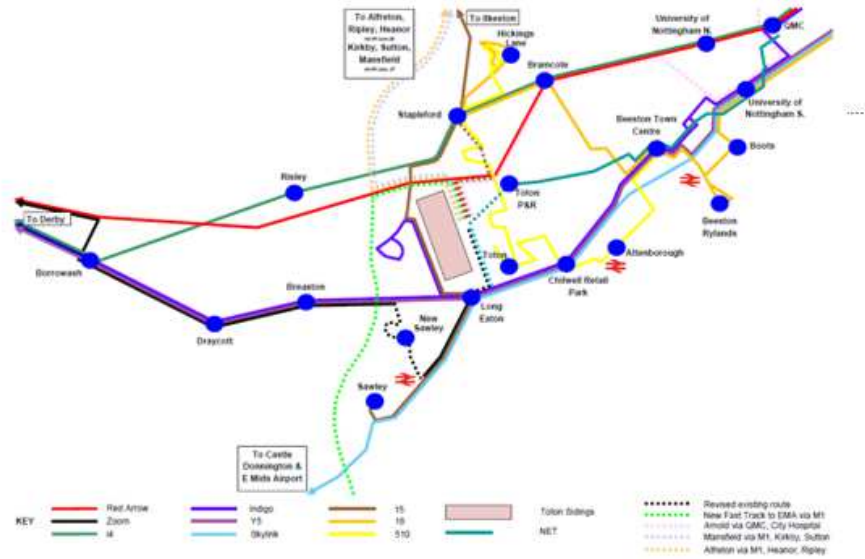 To Alfreton,
Ripley, Heanor
Kirkby, Sutton,
Mansfield
To Ilkeston
Hickings
Lane
University of
Nottingham N.
QMC
Bramcote
Stapleford
Beeston Town
Centre
University of
Nottingham S.
Boots
Risley
Toton
P&R
Beeston
Rylands
To Derby
Toton
Attenborough
Borrowash
Chilwell Retail
Park
Breaston
Long
Eaton
Draycott
New
Sawley
Sawley
To Castle
Donnington &
E Mids Airport
KEY
Red Arrow
Zoom
i4
Indigo
Y5
Skylink
15
18
510
Toton Sidings
NET
Revised existing route
New Fast Track to EMA via M1
Arnold via QMC, City Hospital
Mansfield via M1, Kirkby, Sutton
Alfreton via M1, Heanor, Ripley